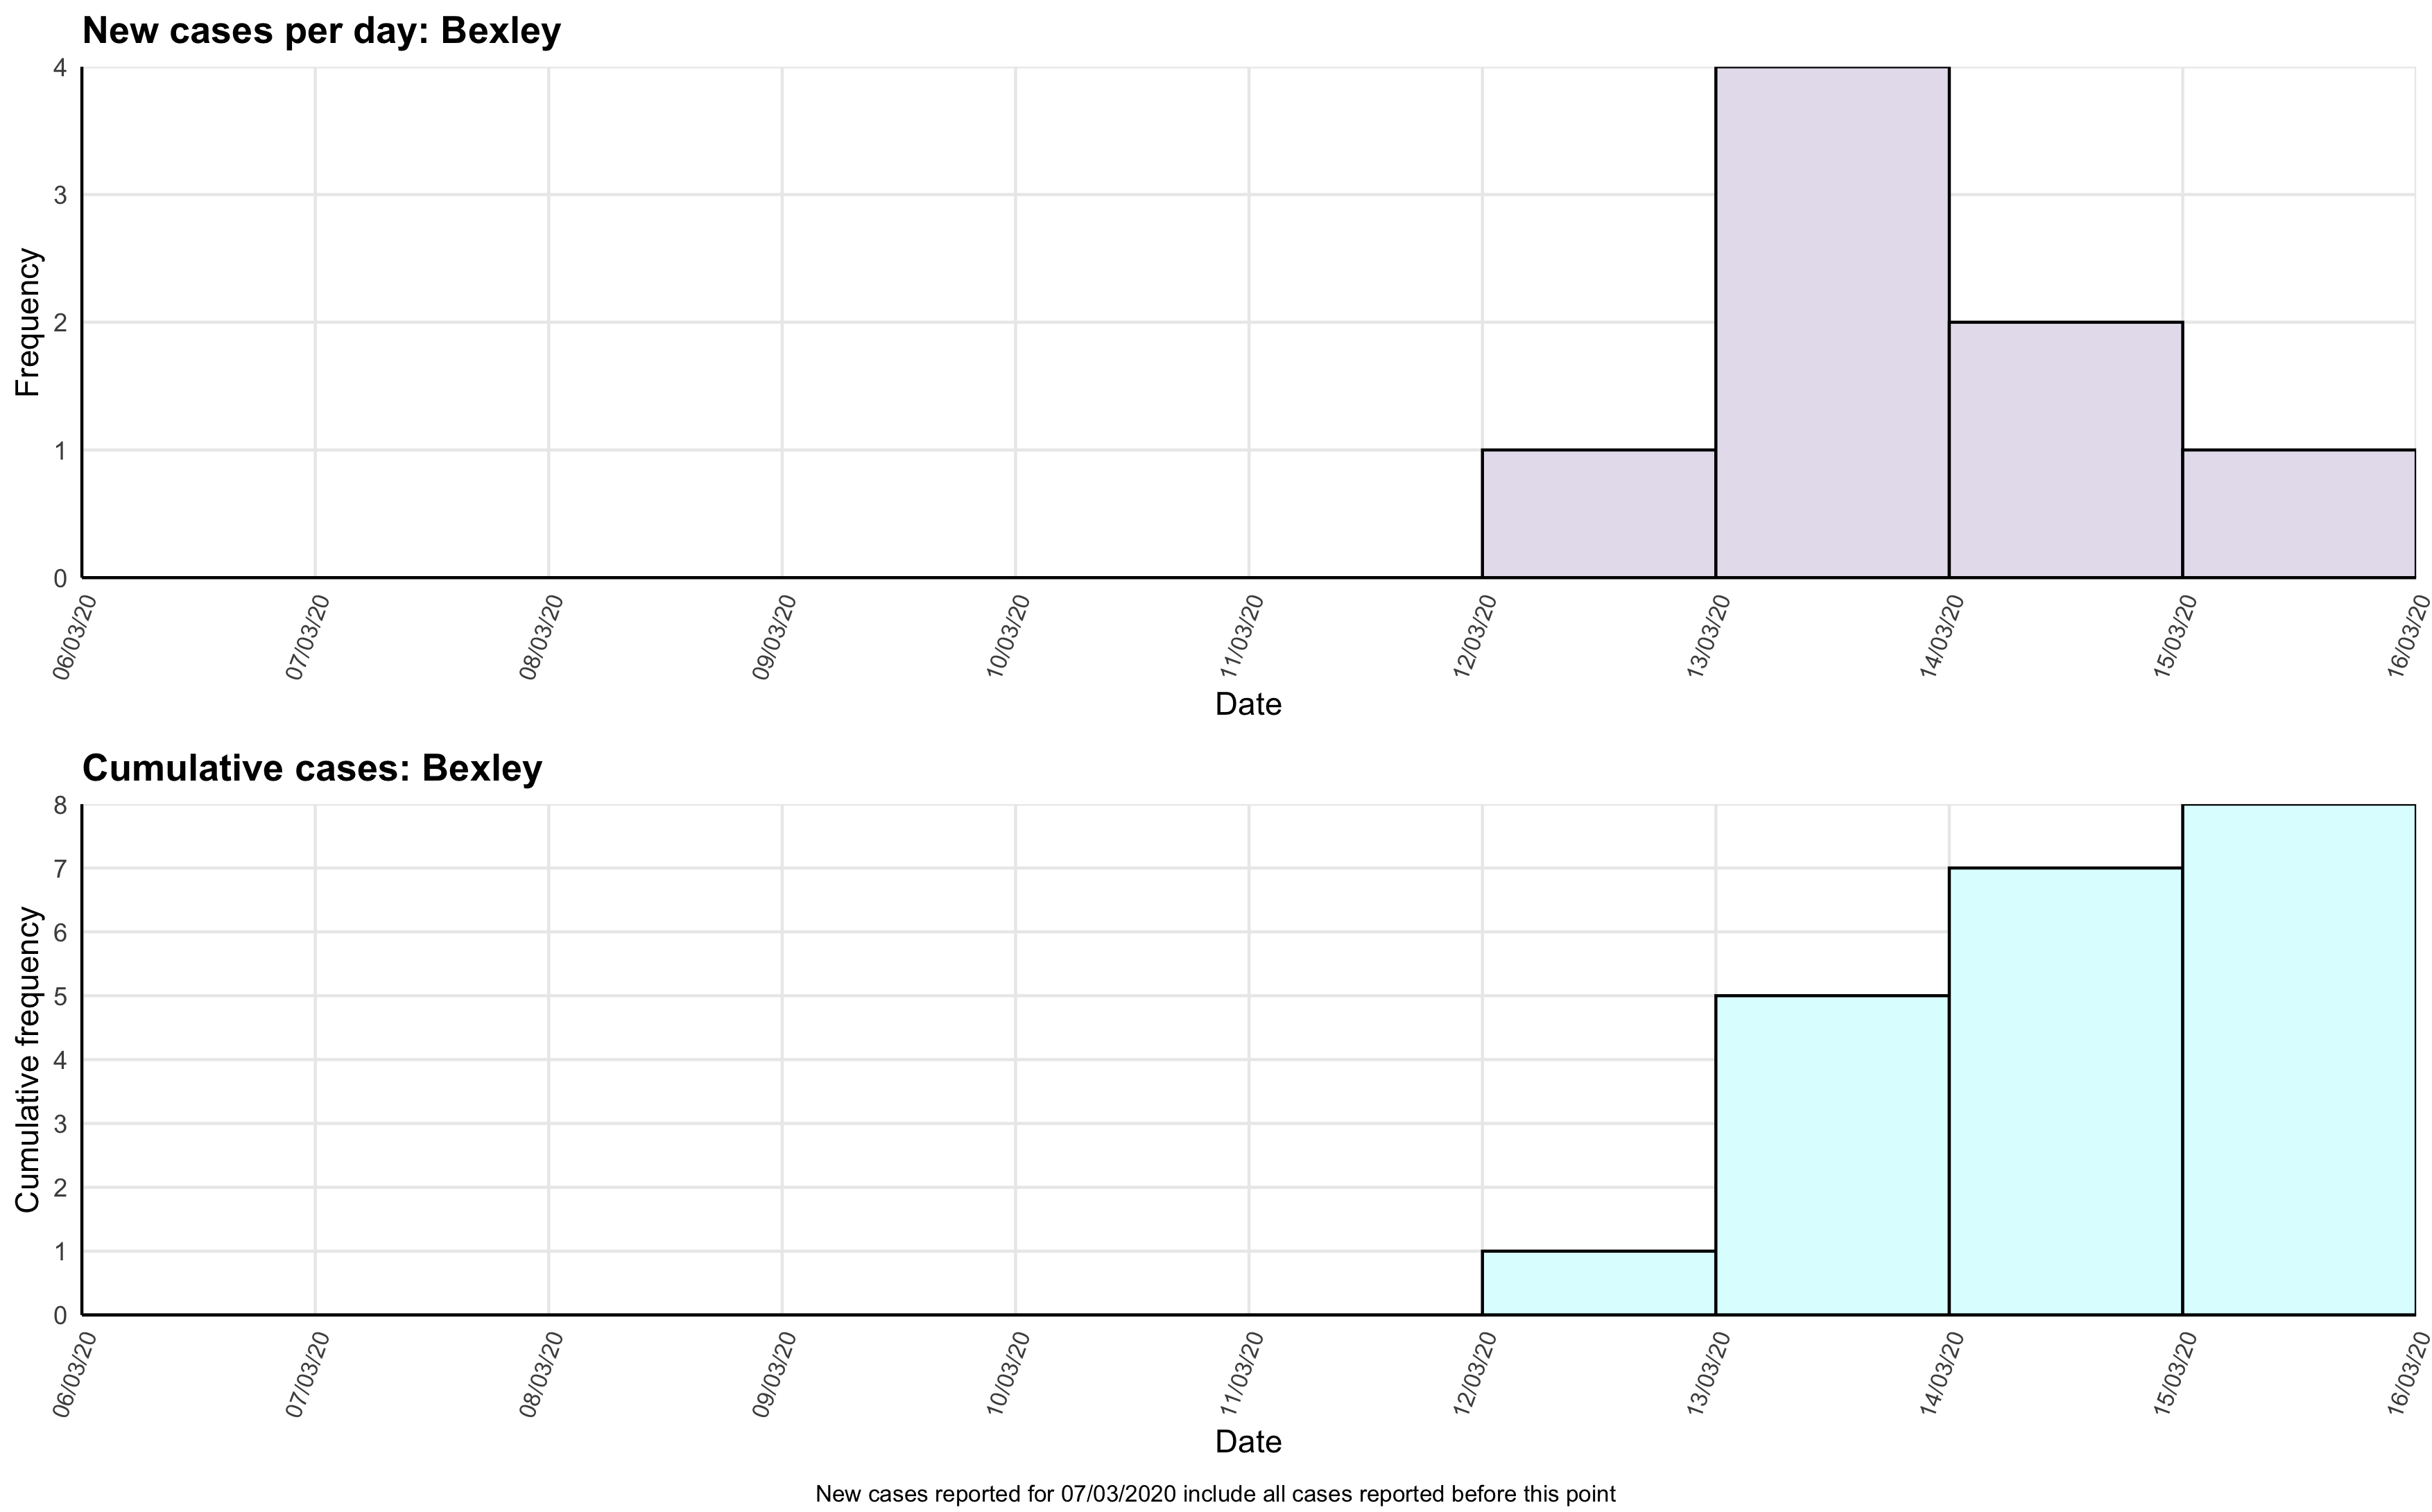 New cases per day: Bexley
4
3
2
1
0
Frequency
06/03/20 07/03/20 08/03/20 09/03/20 10/03/20 11/03/20 12/03/20 13/03/20 14/03/20 15/03/20 16/03/20
Date
Cumulative cases: Bexley
8
7
6
5
4
3
2
1
0
Cumulative frequency
06/03/20 07/03/20 08/03/20 09/03/20 10/03/20 11/03/20 12/03/20 13/03/20 14/03/20 15/03/20 16/03/20
Date
New cases reported for 07/03/2020 include all cases reported before this point